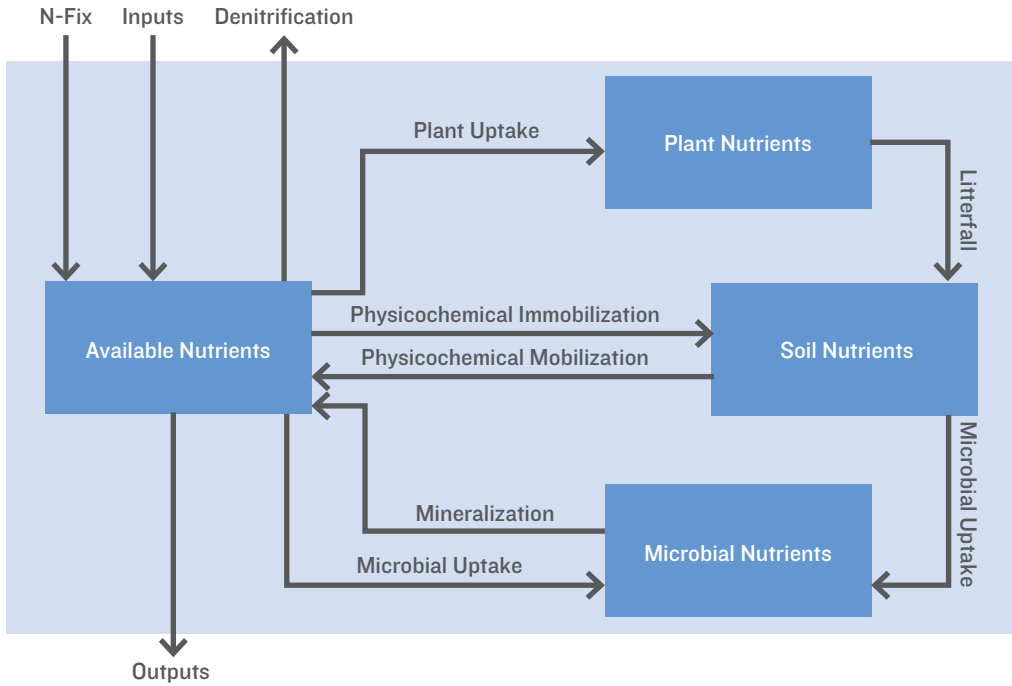 N-Fix
Inputs
Denitrification
Plant Uptake
Plant Nutrients
Litterfall
Physicochemical Immobilization
Available Nutrients
Physicochemical Mobilization
Soil Nutrients
Mineralization
Microbial Uptake
Microbial Nutrients
Microbial Uptake
Outputs